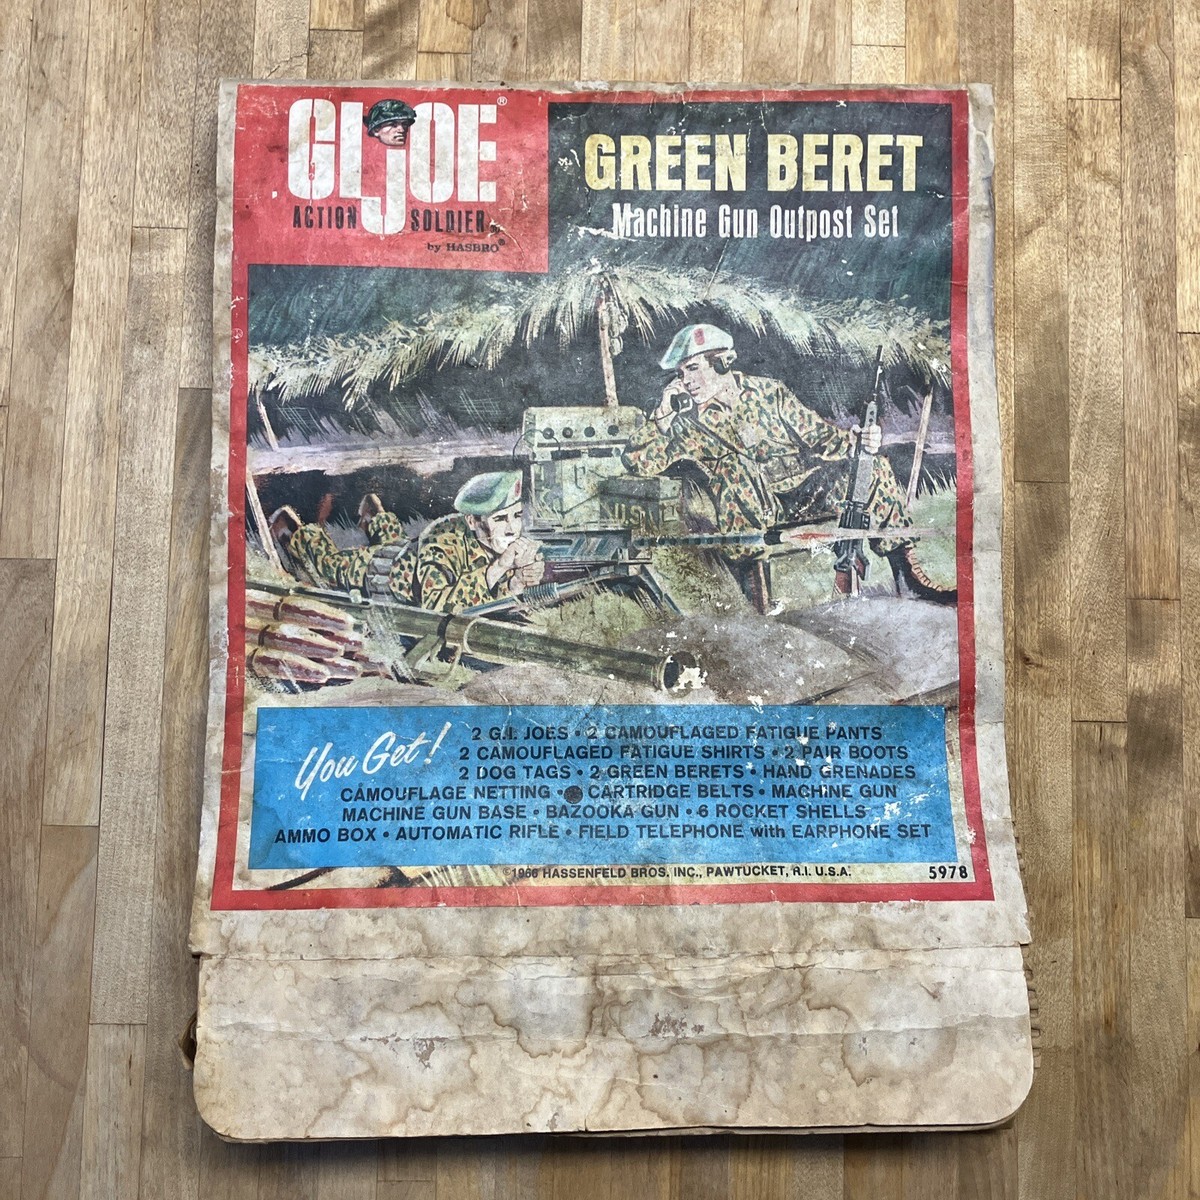 GI JOE®
ACTION SOLDIER
by HASBRO®
GREEN BERET
Machine Gun Outpost Set
You Get!
2 G.I. JOES • 2 CAMOUFLAGED FATIGUE PANTS
2 CAMOUFLAGED FATIGUE SHIRTS • 2 PAIR BOOTS
2 DOG TAGS • 2 GREEN BERETS • HAND GRENADES
CAMOUFLAGE NETTING • CARTRIDGE BELTS • MACHINE GUN
MACHINE GUN BASE • BAZOOKA GUN • 6 ROCKET SHELLS
AMMO BOX • AUTOMATIC RIFLE • FIELD TELEPHONE with EARPHONE SET
©1966 HASSENFELD BROS. INC., PAWTUCKET, R.I. U.S.A.
5978